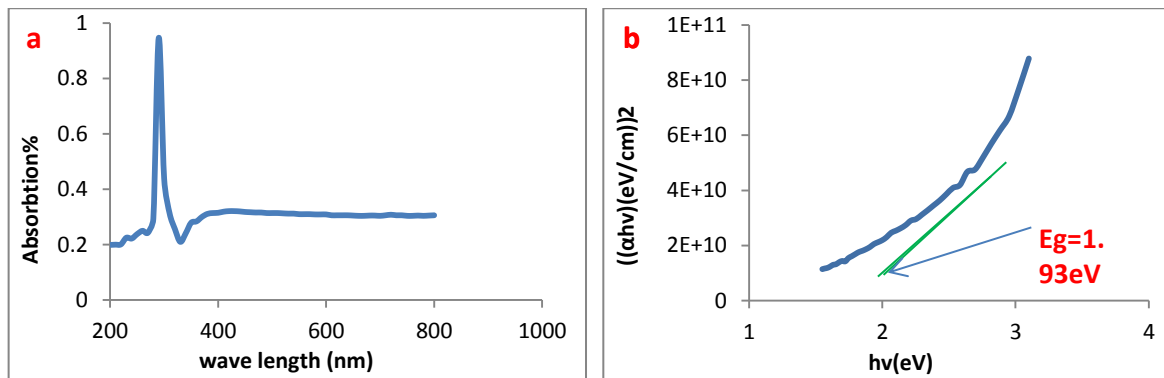 a
Absorbtion%
1
0.8
0.6
0.4
0.2
0
200 400 600 800 1000
wave length (nm)
b
((αhν)(eV/cm))2
1E+11
8E+10
6E+10
4E+10
2E+10
0
Eg=1.
93eV
1 2 3 4
hν(eV)